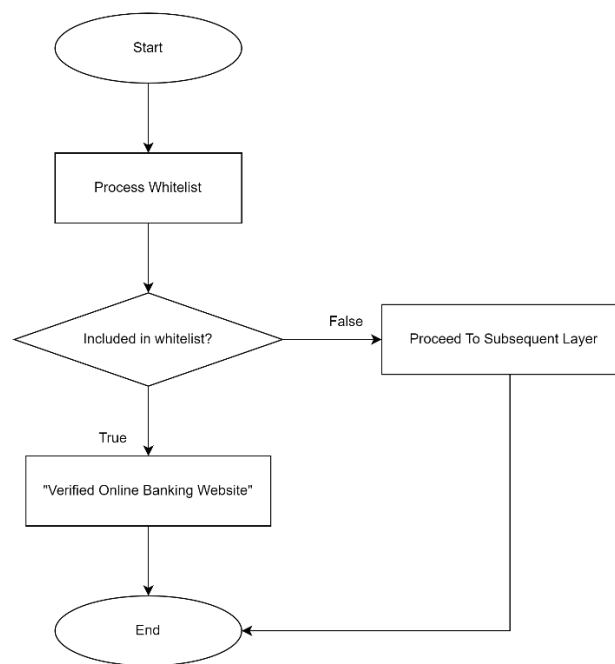 Start
Process Whitelist
Included in whitelist?
False
Proceed To Subsequent Layer
True
"Verified Online Banking Website"
End